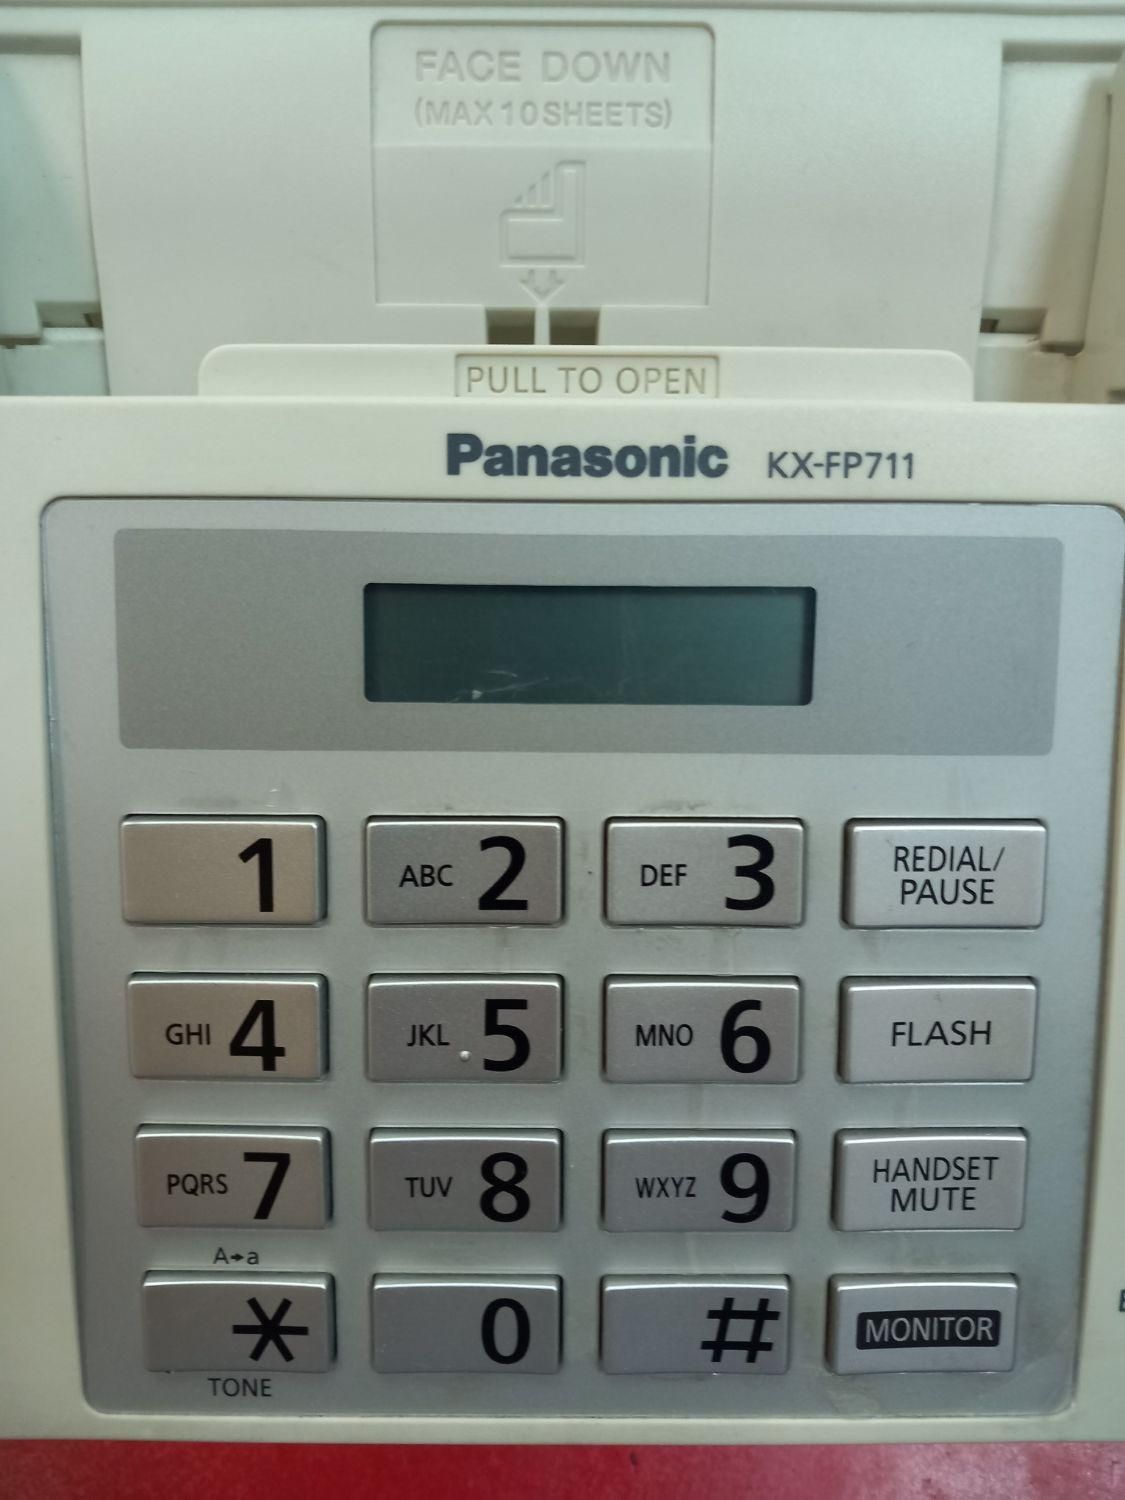 FACE DOWN
(MAX 10 SHEETS)
PULL TO OPEN
Panasonic KX-FP711
1 ABC 2 DEF 3 REDIAL/
PAUSE
GHI 4 JKL 5 MNO 6 FLASH
PQRS 7 TUV 8 WXYZ 9 HANDSET
MUTE
A→a
* 0 # MONITOR
TONE